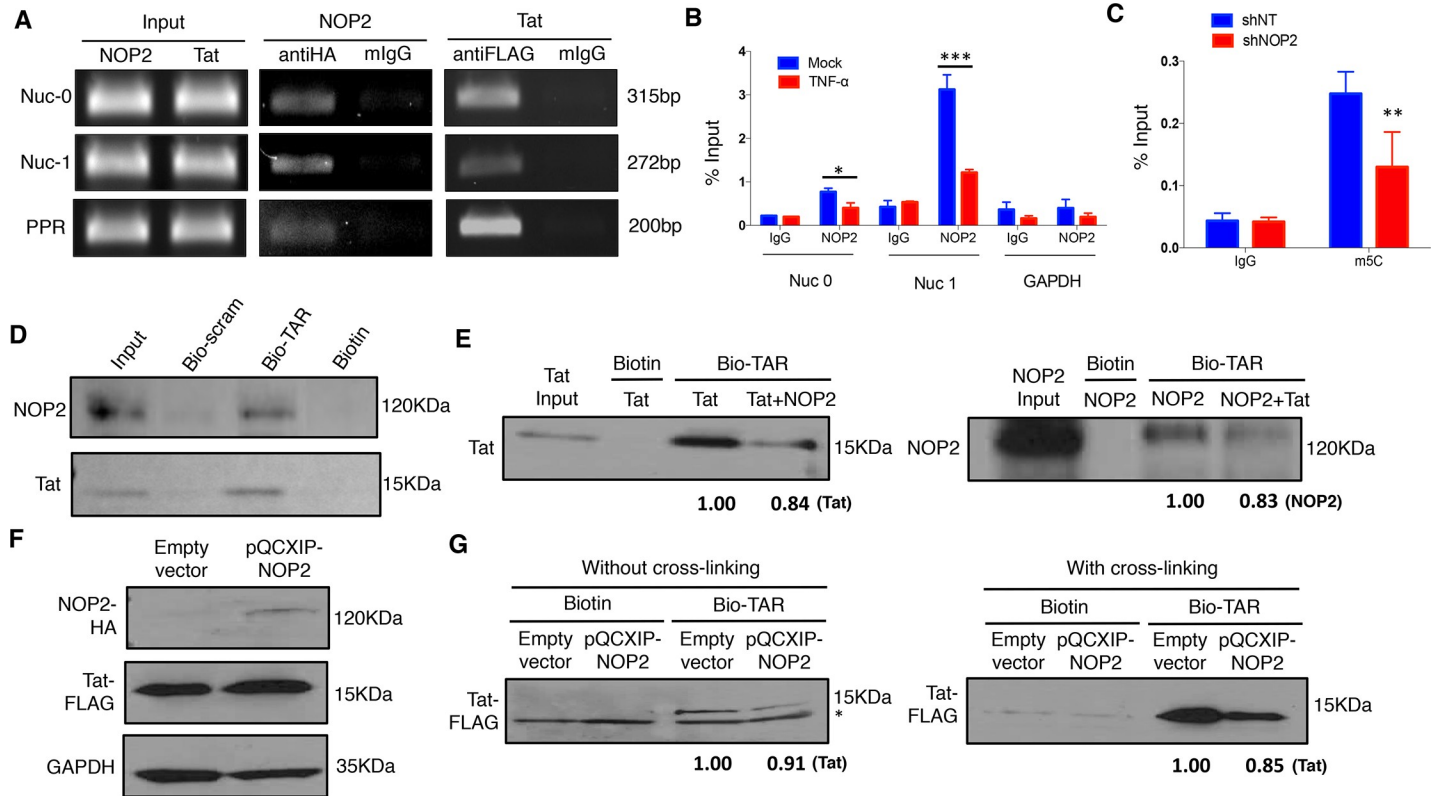 A
Input NOP2 Tat
NOP2 Tat antiHA mIgG antiFLAG mIgG
Nuc-0 315bp
Nuc-1 272bp
PPR 200bp
B
Mock
TNF-α
% Input
4
3
2
1
0
* ***
IgG NOP2 IgG NOP2 IgG NOP2
Nuc 0 Nuc 1 GAPDH
C
shNT
shNOP2
% Input
0.3
0.2
0.1
0.0
**
IgG m5C
D
Input Bio-scram Bio-TAR Biotin
NOP2 120KDa
Tat 15KDa
E
Tat Input
Biotin Bio-TAR
Tat Tat Tat+NOP2
Tat 15KDa
1.00 0.84 (Tat)
NOP2 Input
Biotin Bio-TAR
NOP2 NOP2 NOP2+Tat
NOP2 120KDa
1.00 0.83 (NOP2)
F
Empty pQCXIP-
vector NOP2
NOP2-
HA
120KDa
Tat-
FLAG
15KDa
GAPDH 35KDa
G
Without cross-linking
Biotin Bio-TAR
Empty pQCXIP- Empty pQCXIP-
vector NOP2 vector NOP2
Tat-
FLAG
15KDa
*
1.00 0.91 (Tat)
With cross-linking
Biotin Bio-TAR
Empty pQCXIP- Empty pQCXIP-
vector NOP2 vector NOP2
Tat-
FLAG
15KDa
1.00 0.85 (Tat)